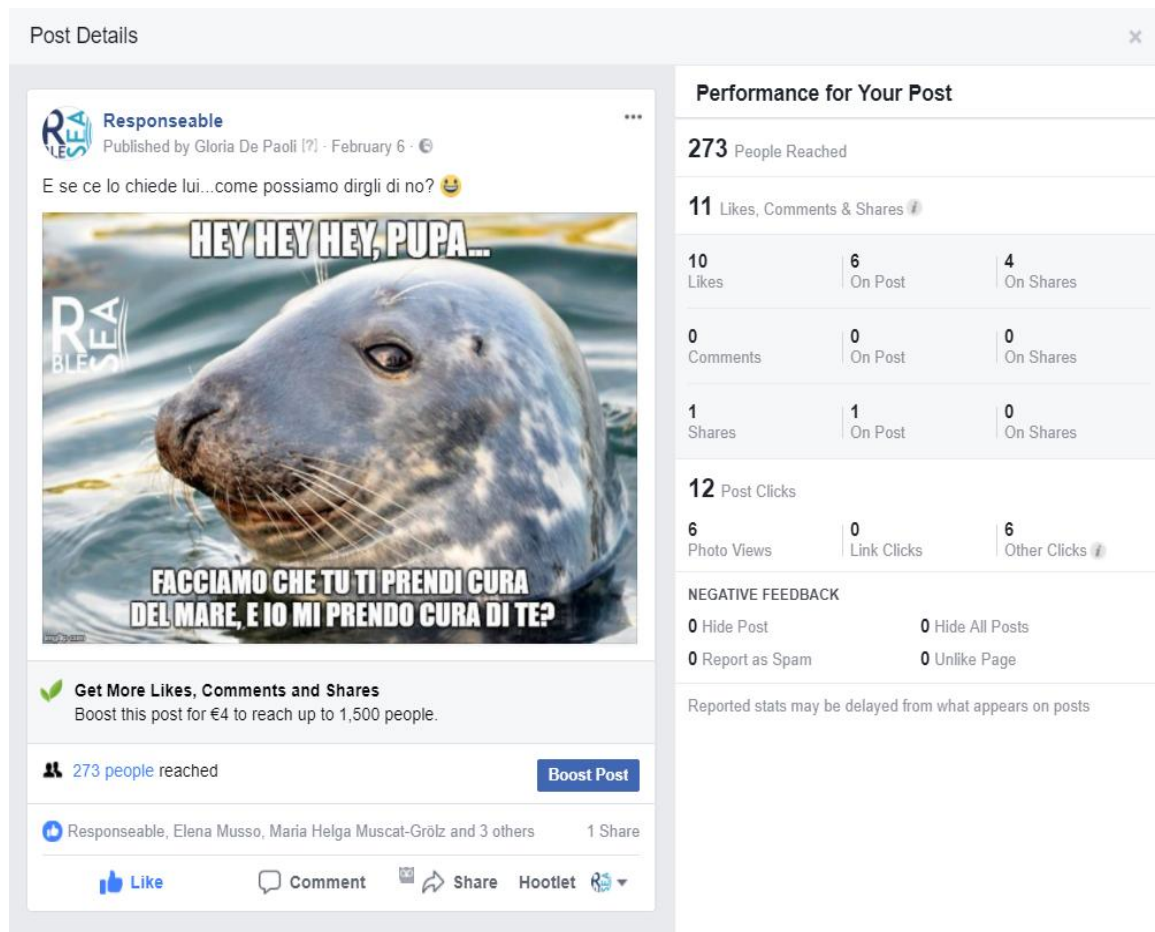 Post Details
×
Responseable
Published by Gloria De Paoli [?] · February 6 ·
E se ce lo chiede lui...come possiamo dirgli di no?
HEY HEY HEY, PUPA...
R SEA
BLE
FACCIAMO CHE TU TI PRENDI CURA
DEL MARE, E IO MI PRENDO CURA DI TE?
imgflip.com
Get More Likes, Comments and Shares
Boost this post for €4 to reach up to 1,500 people.
273 people reached
Boost Post
Responseable, Elena Musso, Maria Helga Muscat-Grölz and 3 others 1 Share
Like Comment Share Hootlet
Performance for Your Post
273 People Reached
11 Likes, Comments & Shares i
10 6 4
Likes On Post On Shares
0 0 0
Comments On Post On Shares
1 1 0
Shares On Post On Shares
12 Post Clicks
6 0 6
Photo Views Link Clicks Other Clicks i
NEGATIVE FEEDBACK
0 Hide Post 0 Hide All Posts
0 Report as Spam 0 Unlike Page
Reported stats may be delayed from what appears on posts